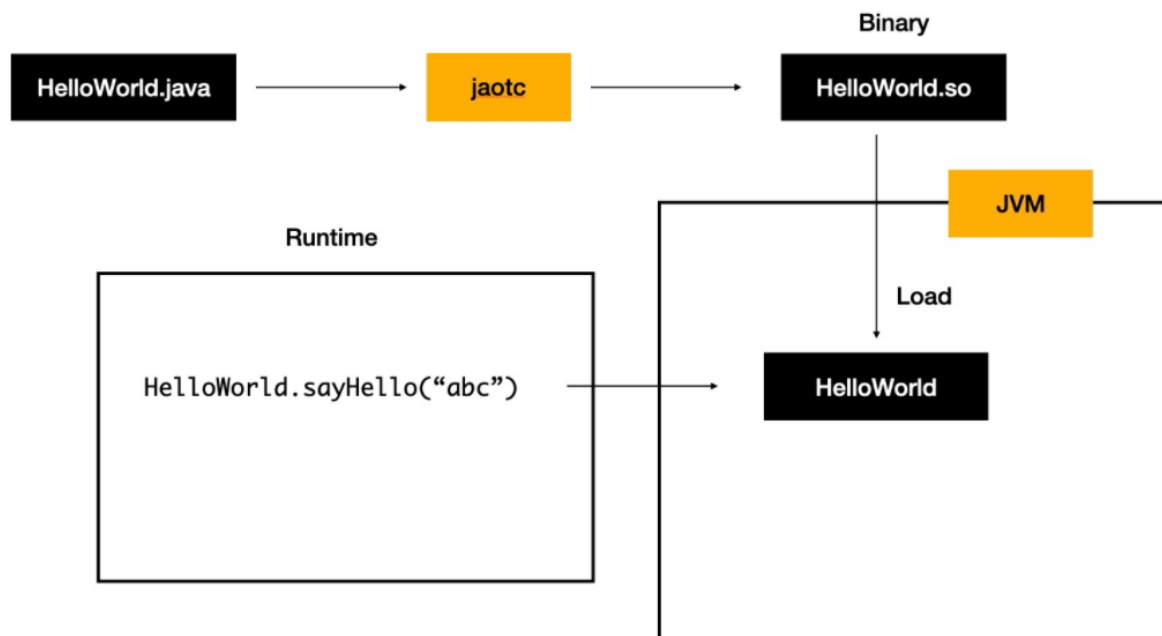 Binary
HelloWorld.java
jaotc
HelloWorld.so
JVM
Runtime
Load
HelloWorld.sayHello(“abc”)
HelloWorld